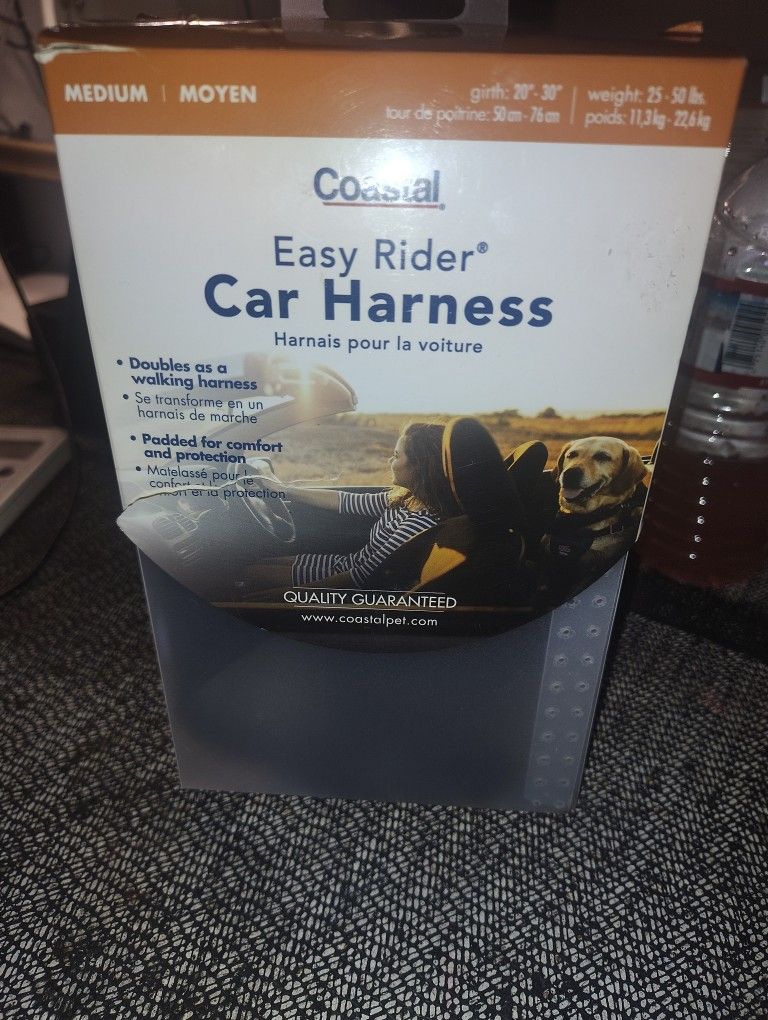 MEDIUM | MOYEN
girth: 20"- 30"
tour de poitrine: 50 cm - 76 cm
weight: 25 - 50 lbs.
poids: 11,3 kg - 22,6 kg
Coastal®
Easy Rider®
Car Harness
Harnais pour la voiture
• Doubles as a
walking harness
• Se transforme en un
harnais de marche
• Padded for comfort
and protection
• Matelassé pour le
confort et la protection
QUALITY GUARANTEED
www.coastalpet.com